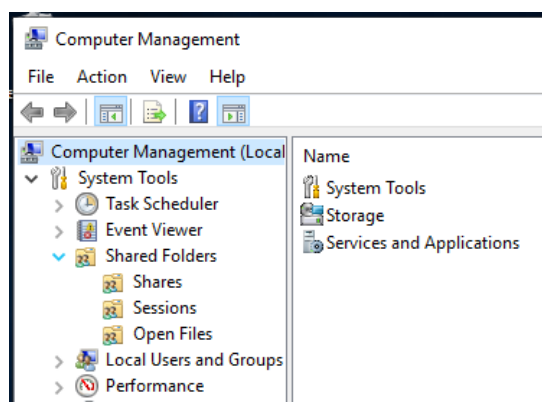 Computer Management
File Action View Help
Computer Management (Local
System Tools
Task Scheduler
Event Viewer
Shared Folders
Shares
Sessions
Open Files
Local Users and Groups
Performance
Name
System Tools
Storage
Services and Applications